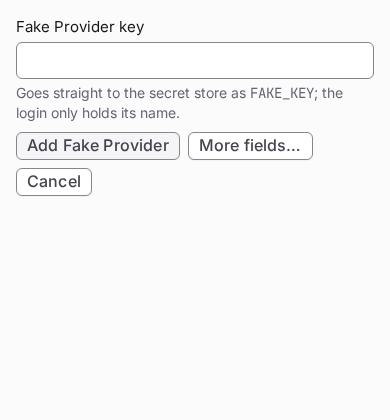 Fake Provider key
Goes straight to the secret store as FAKE_KEY; the
login only holds its name.
Add Fake Provider
More fields...
Cancel